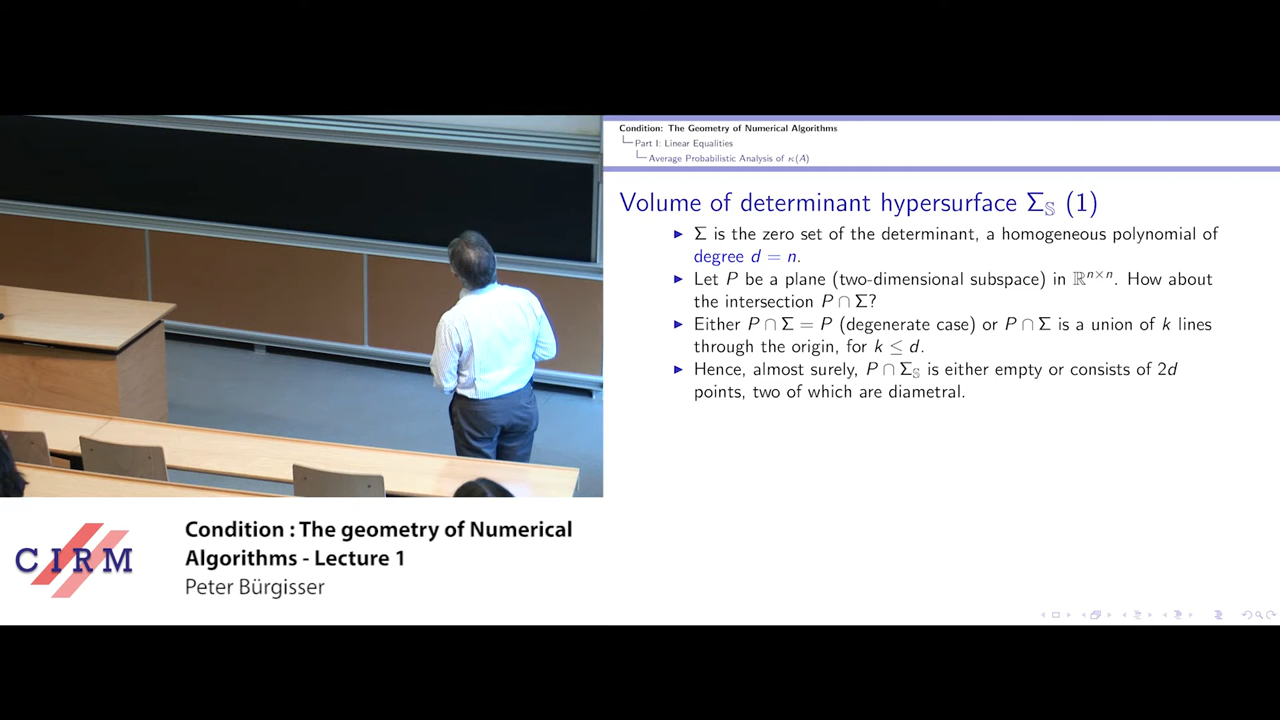 Condition: The Geometry of Numerical Algorithms
Part I: Linear Equalities
Average Probabilistic Analysis of κ(A)
Volume of determinant hypersurface Σ_𝕊 (1)
▶ Σ is the zero set of the determinant, a homogeneous polynomial of
degree d = n.
▶ Let P be a plane (two-dimensional subspace) in ℝ^{n×n}. How about
the intersection P ∩ Σ?
▶ Either P ∩ Σ = P (degenerate case) or P ∩ Σ is a union of k lines
through the origin, for k ≤ d.
▶ Hence, almost surely, P ∩ Σ_𝕊 is either empty or consists of 2d
points, two of which are diametral.
CIRM
Condition : The geometry of Numerical
Algorithms - Lecture 1
Peter Bürgisser